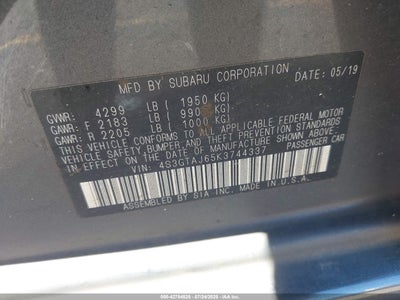 MFD BY SUBARU CORPORATION DATE: 05/19
GVWR: 4299 LB ( 1950 KG)
GAWR: F 2183 LB ( 990 KG)
GAWR: R 2205 LB ( 1000 KG)
THIS VEHICLE CONFORMS TO ALL APPLICABLE FEDERAL MOTOR
VEHICLE SAFETY BUMPER, AND THEFT PREVENTION STANDARDS
IN EFFECT ON THE DATE OF MANUFACTURE SHOWN ABOVE.
VIN: 4S3GTAJ65K3744337 PASSENGER CAR
ASSEMBLED BY SIA INC. MADE IN U.S.A.